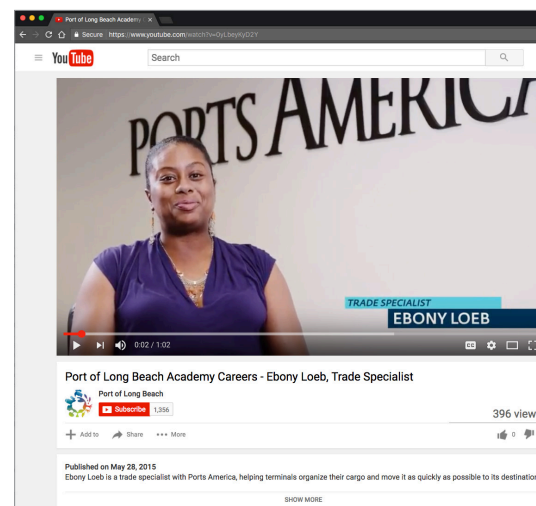 Port of Long Beach Academy C
Secure https://www.youtube.com/watch?v=0yLbeyKyD2Y
YouTube
Search
PORTS AMERICA
TRADE SPECIALIST
EBONY LOEB
0:02 / 1:02
CC
Port of Long Beach Academy Careers - Ebony Loeb, Trade Specialist
Port of Long Beach
Subscribe 1,356
396 view
Add to Share More
0
Published on May 28, 2015
Ebony Loeb is a trade specialist with Ports America, helping terminals organize their cargo and move it as quickly as possible to its destination
SHOW MORE